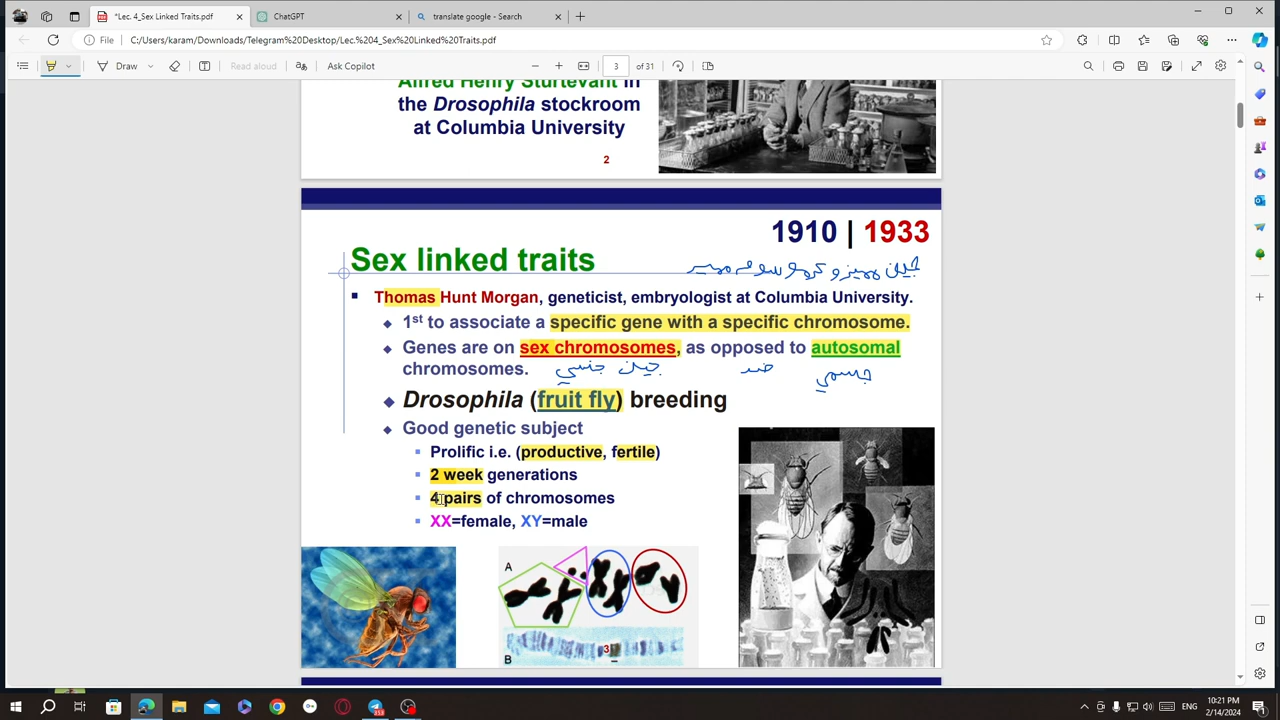 *Lec. 4_Sex Linked Traits.pdf
ChatGPT
translate google - Search
File
C:/Users/karam/Downloads/Telegram%20Desktop/Lec.%204_Sex%20Linked%20Traits.pdf
Draw
Read aloud
Ask Copilot
3
of 31
Alfred Henry Sturtevant in
the Drosophila stockroom
at Columbia University
2
1910 | 1933
Sex linked traits
Thomas Hunt Morgan, geneticist, embryologist at Columbia University.
1st to associate a specific gene with a specific chromosome.
Genes are on sex chromosomes, as opposed to autosomal
chromosomes.
جين جنسي
ضد
جسمي
Drosophila (fruit fly) breeding
Good genetic subject
Prolific i.e. (productive, fertile)
2 week generations
4 pairs of chromosomes
XX=female, XY=male
A
B
3
ENG
10:21 PM
2/14/2024